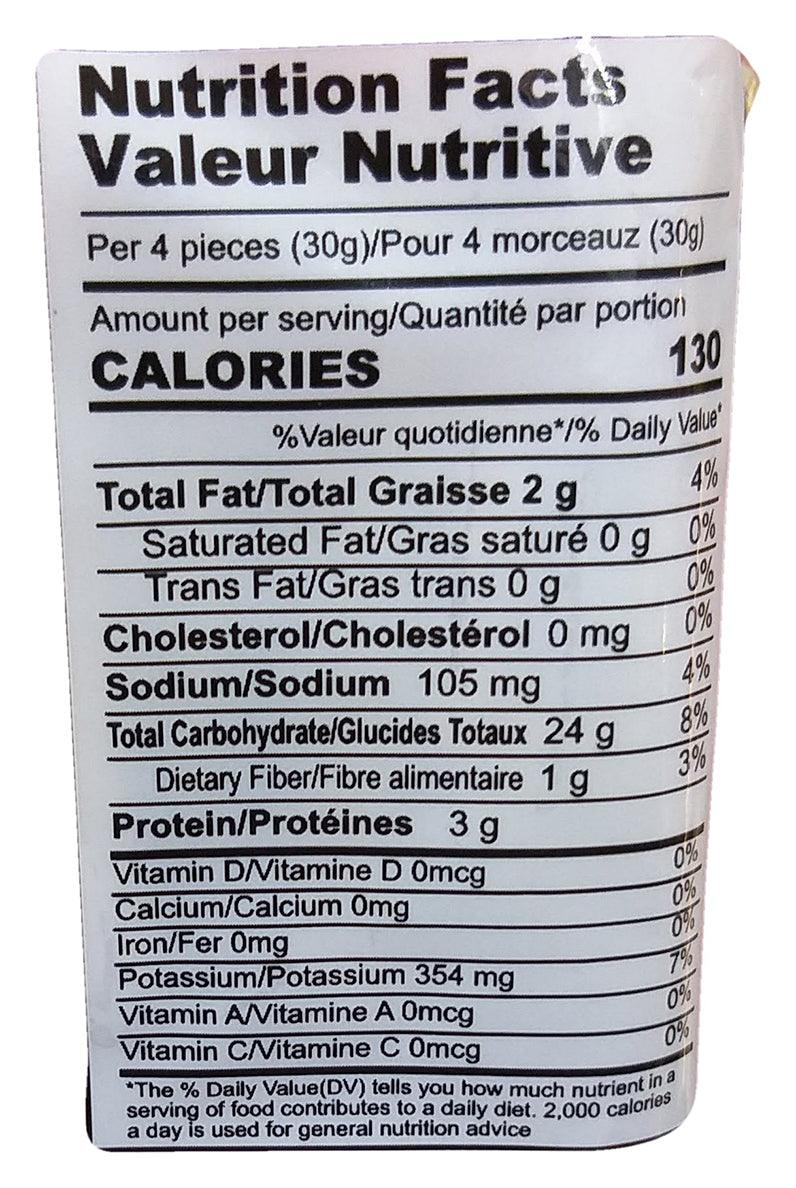 Nutrition Facts
Valeur Nutritive
Per 4 pieces (30g)/Pour 4 morceauz (30g)
Amount per serving/Quantité par portion
CALORIES 130
%Valeur quotidienne*/% Daily Value*
Total Fat/Total Graisse 2 g 4%
Saturated Fat/Gras saturé 0 g 0%
Trans Fat/Gras trans 0 g 0%
Cholesterol/Cholestérol 0 mg 0%
Sodium/Sodium 105 mg 4%
Total Carbohydrate/Glucides Totaux 24 g 8%
Dietary Fiber/Fibre alimentaire 1 g 3%
Protein/Protéines 3 g
Vitamin D/Vitamine D 0mcg 0%
Calcium/Calcium 0mg 0%
Iron/Fer 0mg 0%
Potassium/Potassium 354 mg 7%
Vitamin A/Vitamine A 0mcg 0%
Vitamin C/Vitamine C 0mcg 0%
*The % Daily Value(DV) tells you how much nutrient in a
serving of food contributes to a daily diet. 2,000 calories
a day is used for general nutrition advice